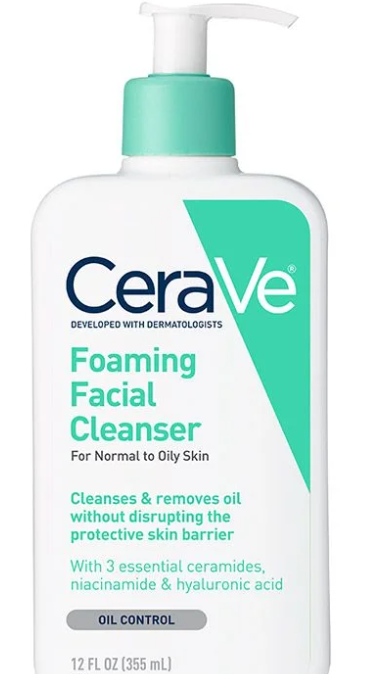 CeraVe®
DEVELOPED WITH DERMATOLOGISTS
Foaming
Facial
Cleanser
For Normal to Oily Skin
Cleanses & removes oil
without disrupting the
protective skin barrier
With 3 essential ceramides,
niacinamide & hyaluronic acid
OIL CONTROL
12 FL OZ (355 mL)